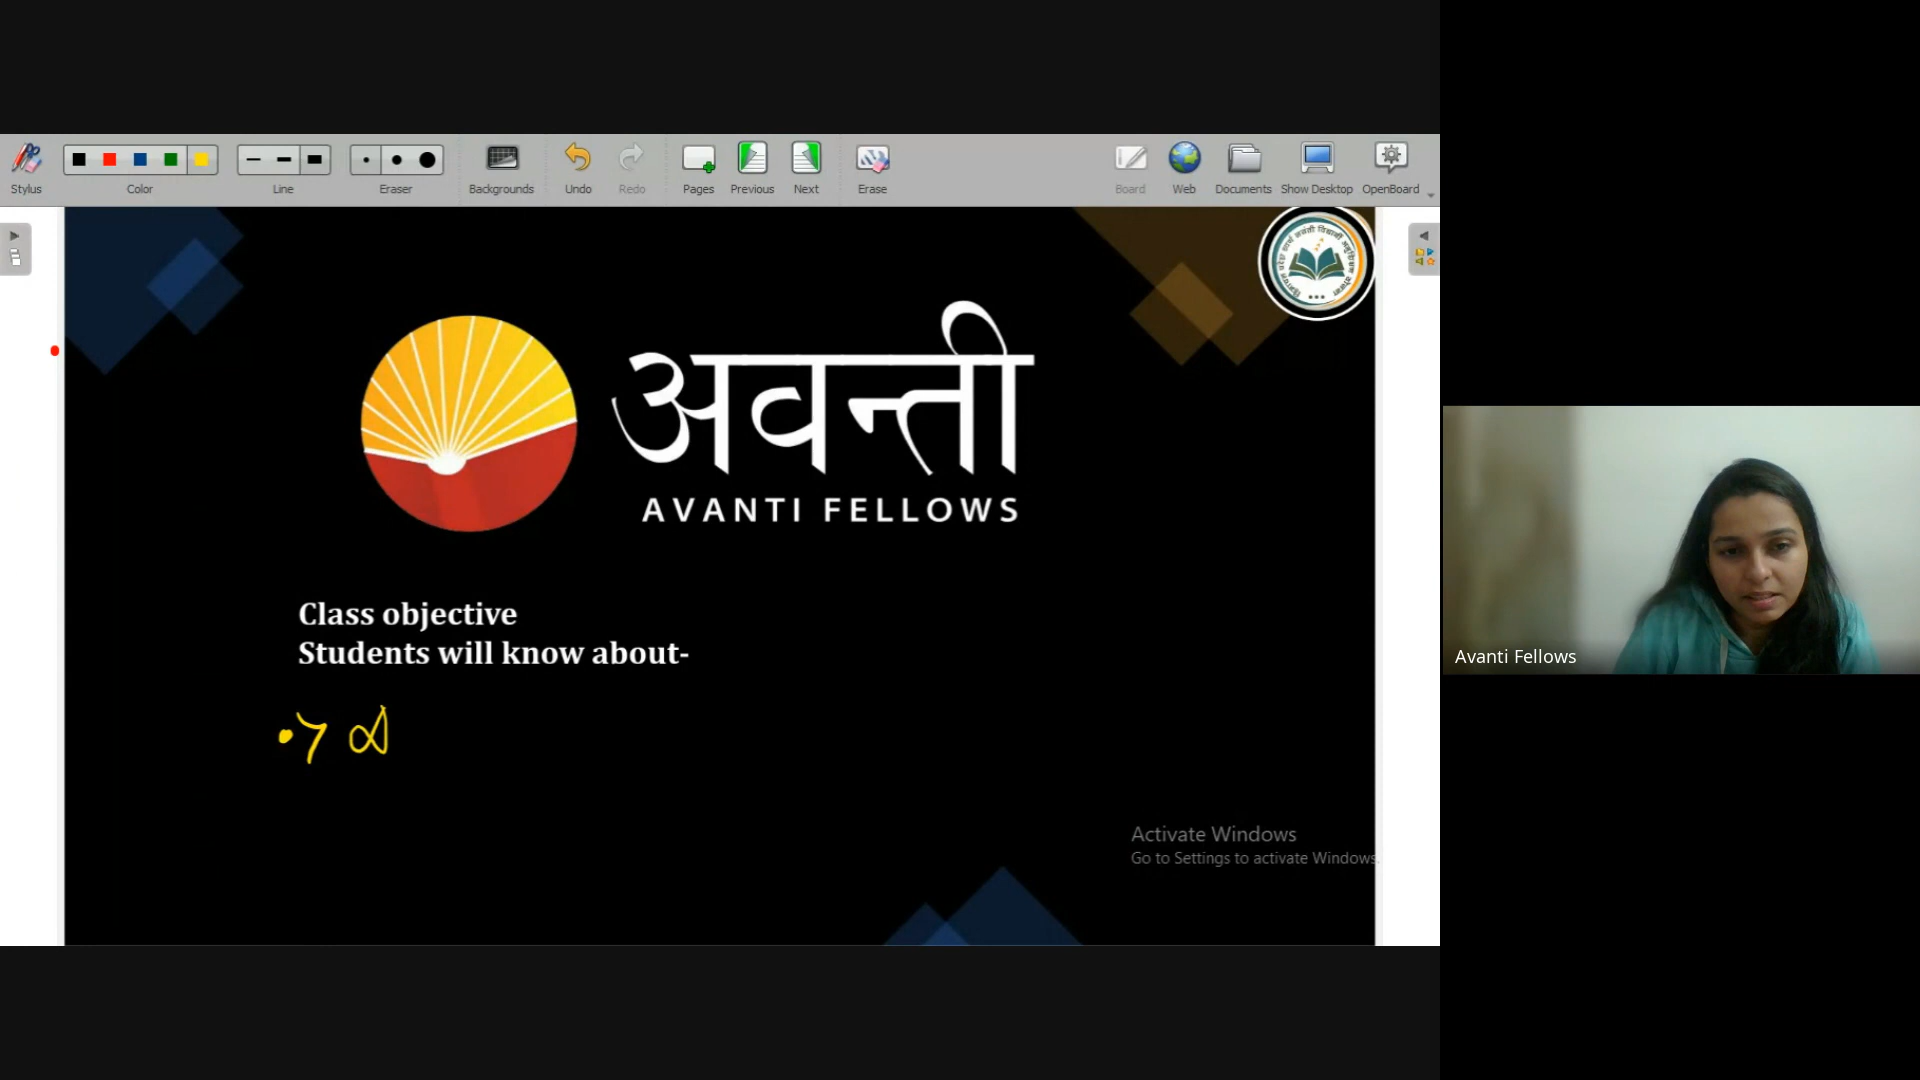 Stylus Color Line Eraser Backgrounds Undo Redo Pages Previous Next Erase Board Web Documents Show Desktop OpenBoard
अवन्ती
AVANTI FELLOWS
Class objective
Students will know about-
Activate Windows
Go to Settings to activate Windows.
Avanti Fellows